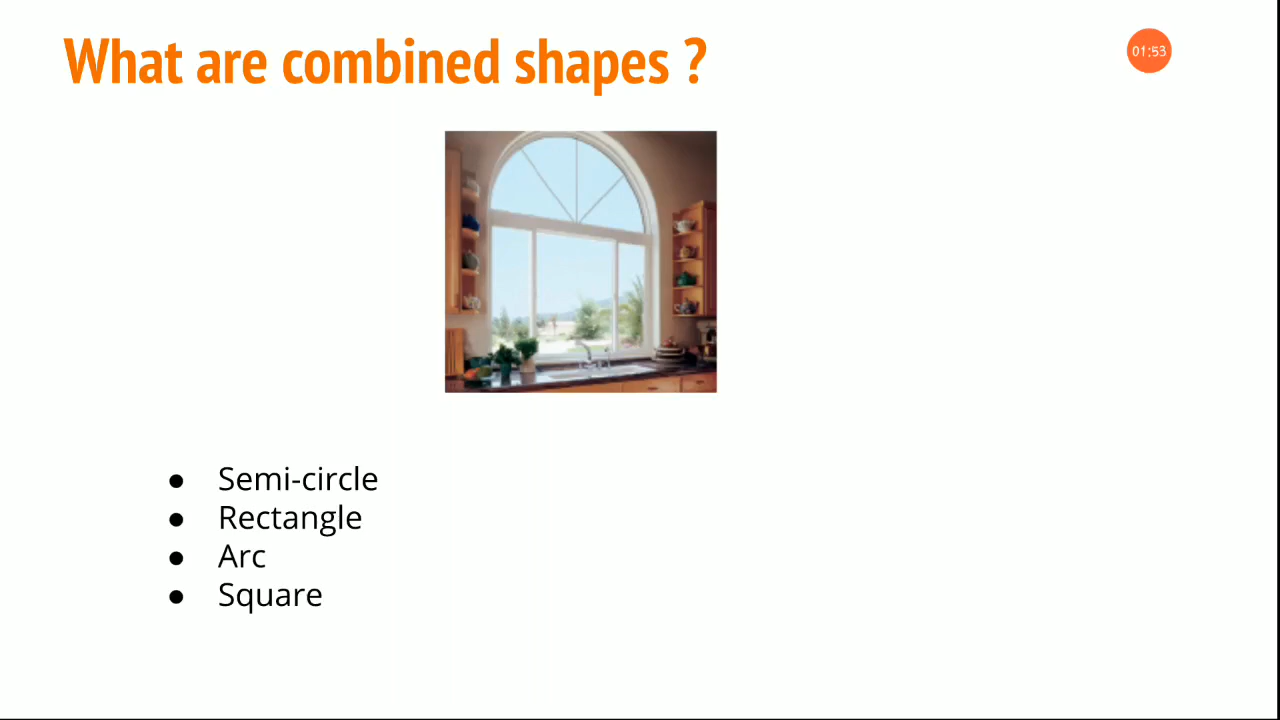 What are combined shapes ?
01:53
● Semi-circle
● Rectangle
● Arc
● Square